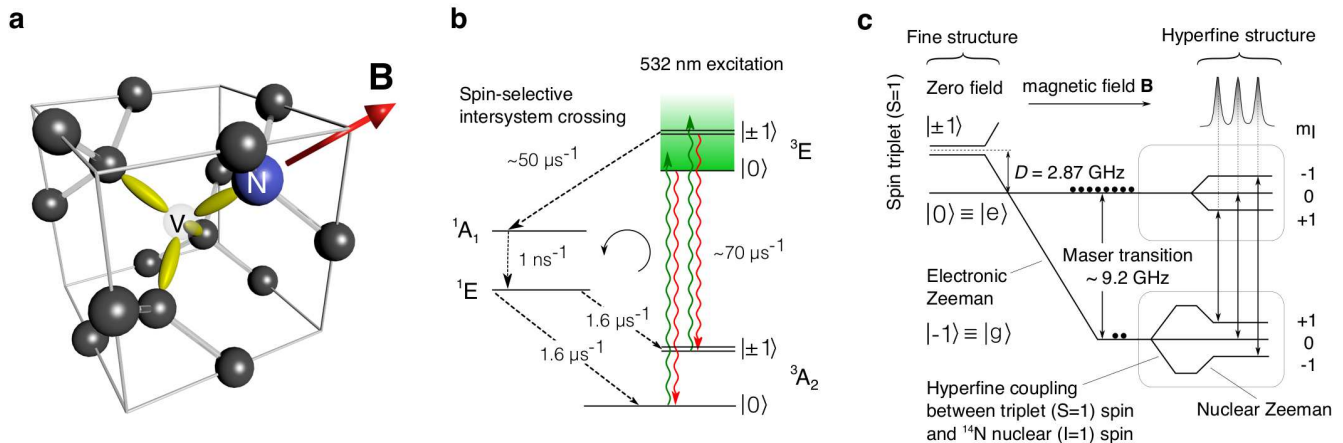 a
B
N
V
b
532 nm excitation
Spin-selective
intersystem crossing
|±1⟩
³E
|0⟩
~50 µs⁻¹
¹A₁
1 ns⁻¹
~70 µs⁻¹
¹E
1.6 µs⁻¹
1.6 µs⁻¹
|±1⟩
³A₂
|0⟩
c
Fine structure
Hyperfine structure
Spin triplet (S=1)
Zero field
magnetic field B
|±1⟩
mI
D = 2.87 GHz
-1
0
+1
|0⟩ ≡ |e⟩
Maser transition
~ 9.2 GHz
Electronic
Zeeman
|-1⟩ ≡ |g⟩
+1
0
-1
Hyperfine coupling
between triplet (S=1) spin
and ¹⁴N nuclear (I=1) spin
Nuclear Zeeman